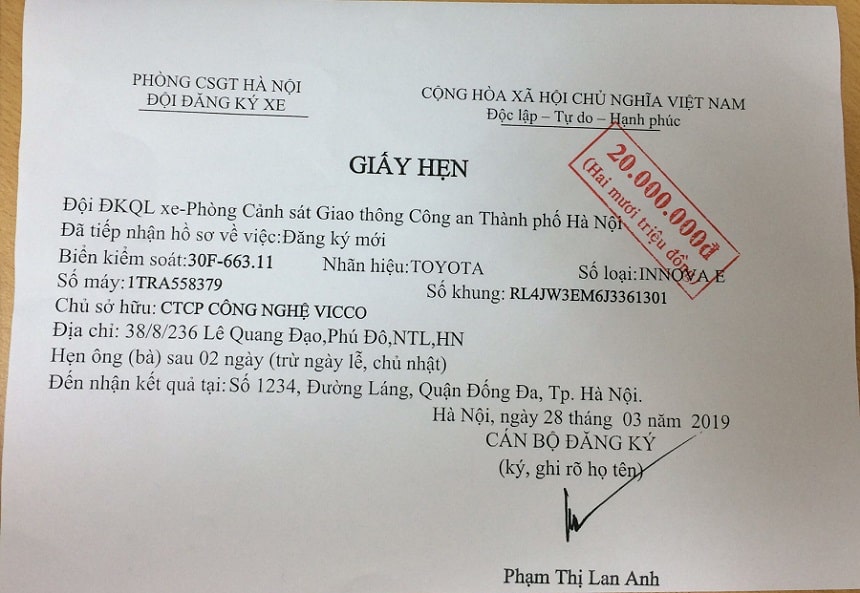 PHÒNG CSGT HÀ NỘI
ĐỘI ĐĂNG KÝ XE
CỘNG HÒA XÃ HỘI CHỦ NGHĨA VIỆT NAM
Độc lập – Tự do – Hạnh phúc
GIẤY HẸN
20.000.000đ
(Hai mươi triệu đồng)
Đội ĐKQL xe-Phòng Cảnh sát Giao thông Công an Thành phố Hà Nội.
Đã tiếp nhận hồ sơ về việc:Đăng ký mới
Biển kiểm soát:30F-663.11 Nhãn hiệu:TOYOTA Số loại:INNOVA E
Số máy:1TRA558379 Số khung: RL4JW3EM6J3361301
Chủ sở hữu: CTCP CÔNG NGHỆ VICCO
Địa chỉ: 38/8/236 Lê Quang Đạo,Phú Đô,NTL,HN
Hẹn ông (bà) sau 02 ngày (trừ ngày lễ, chủ nhật)
Đến nhận kết quả tại:Số 1234, Đường Láng, Quận Đống Đa, Tp. Hà Nội.
Hà Nội, ngày 28 tháng 03 năm 2019
CÁN BỘ ĐĂNG KÝ
(ký, ghi rõ họ tên)
Phạm Thị Lan Anh